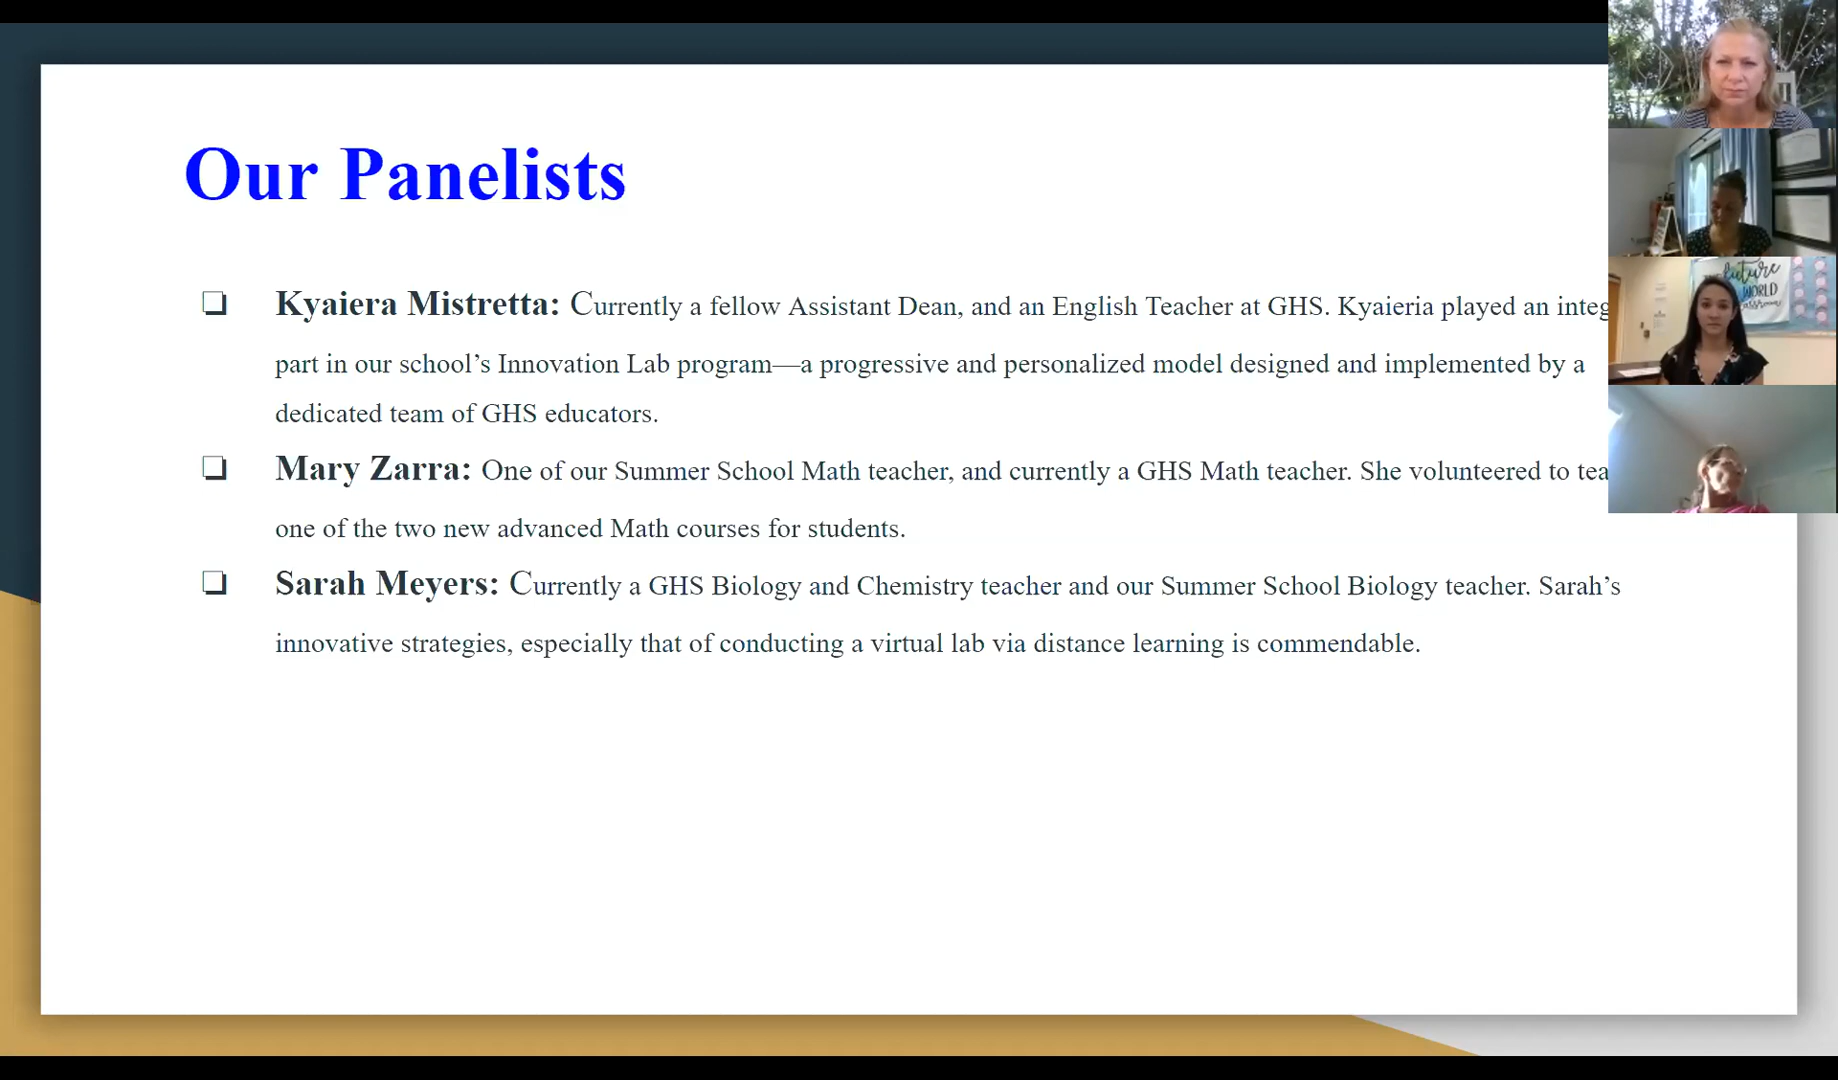 Our Panelists
Kyaiera Mistretta: Currently a fellow Assistant Dean, and an English Teacher at GHS. Kyaieria played an
part in our school’s Innovation Lab program—a progressive and personalized model designed and implemented by a
dedicated team of GHS educators.
Mary Zarra: One of our Summer School Math teacher, and currently a GHS Math teacher. She volunteered to
one of the two new advanced Math courses for students.
Sarah Meyers: Currently a GHS Biology and Chemistry teacher and our Summer School Biology teacher. Sarah’s
innovative strategies, especially that of conducting a virtual lab via distance learning is commendable.
future
WORLD